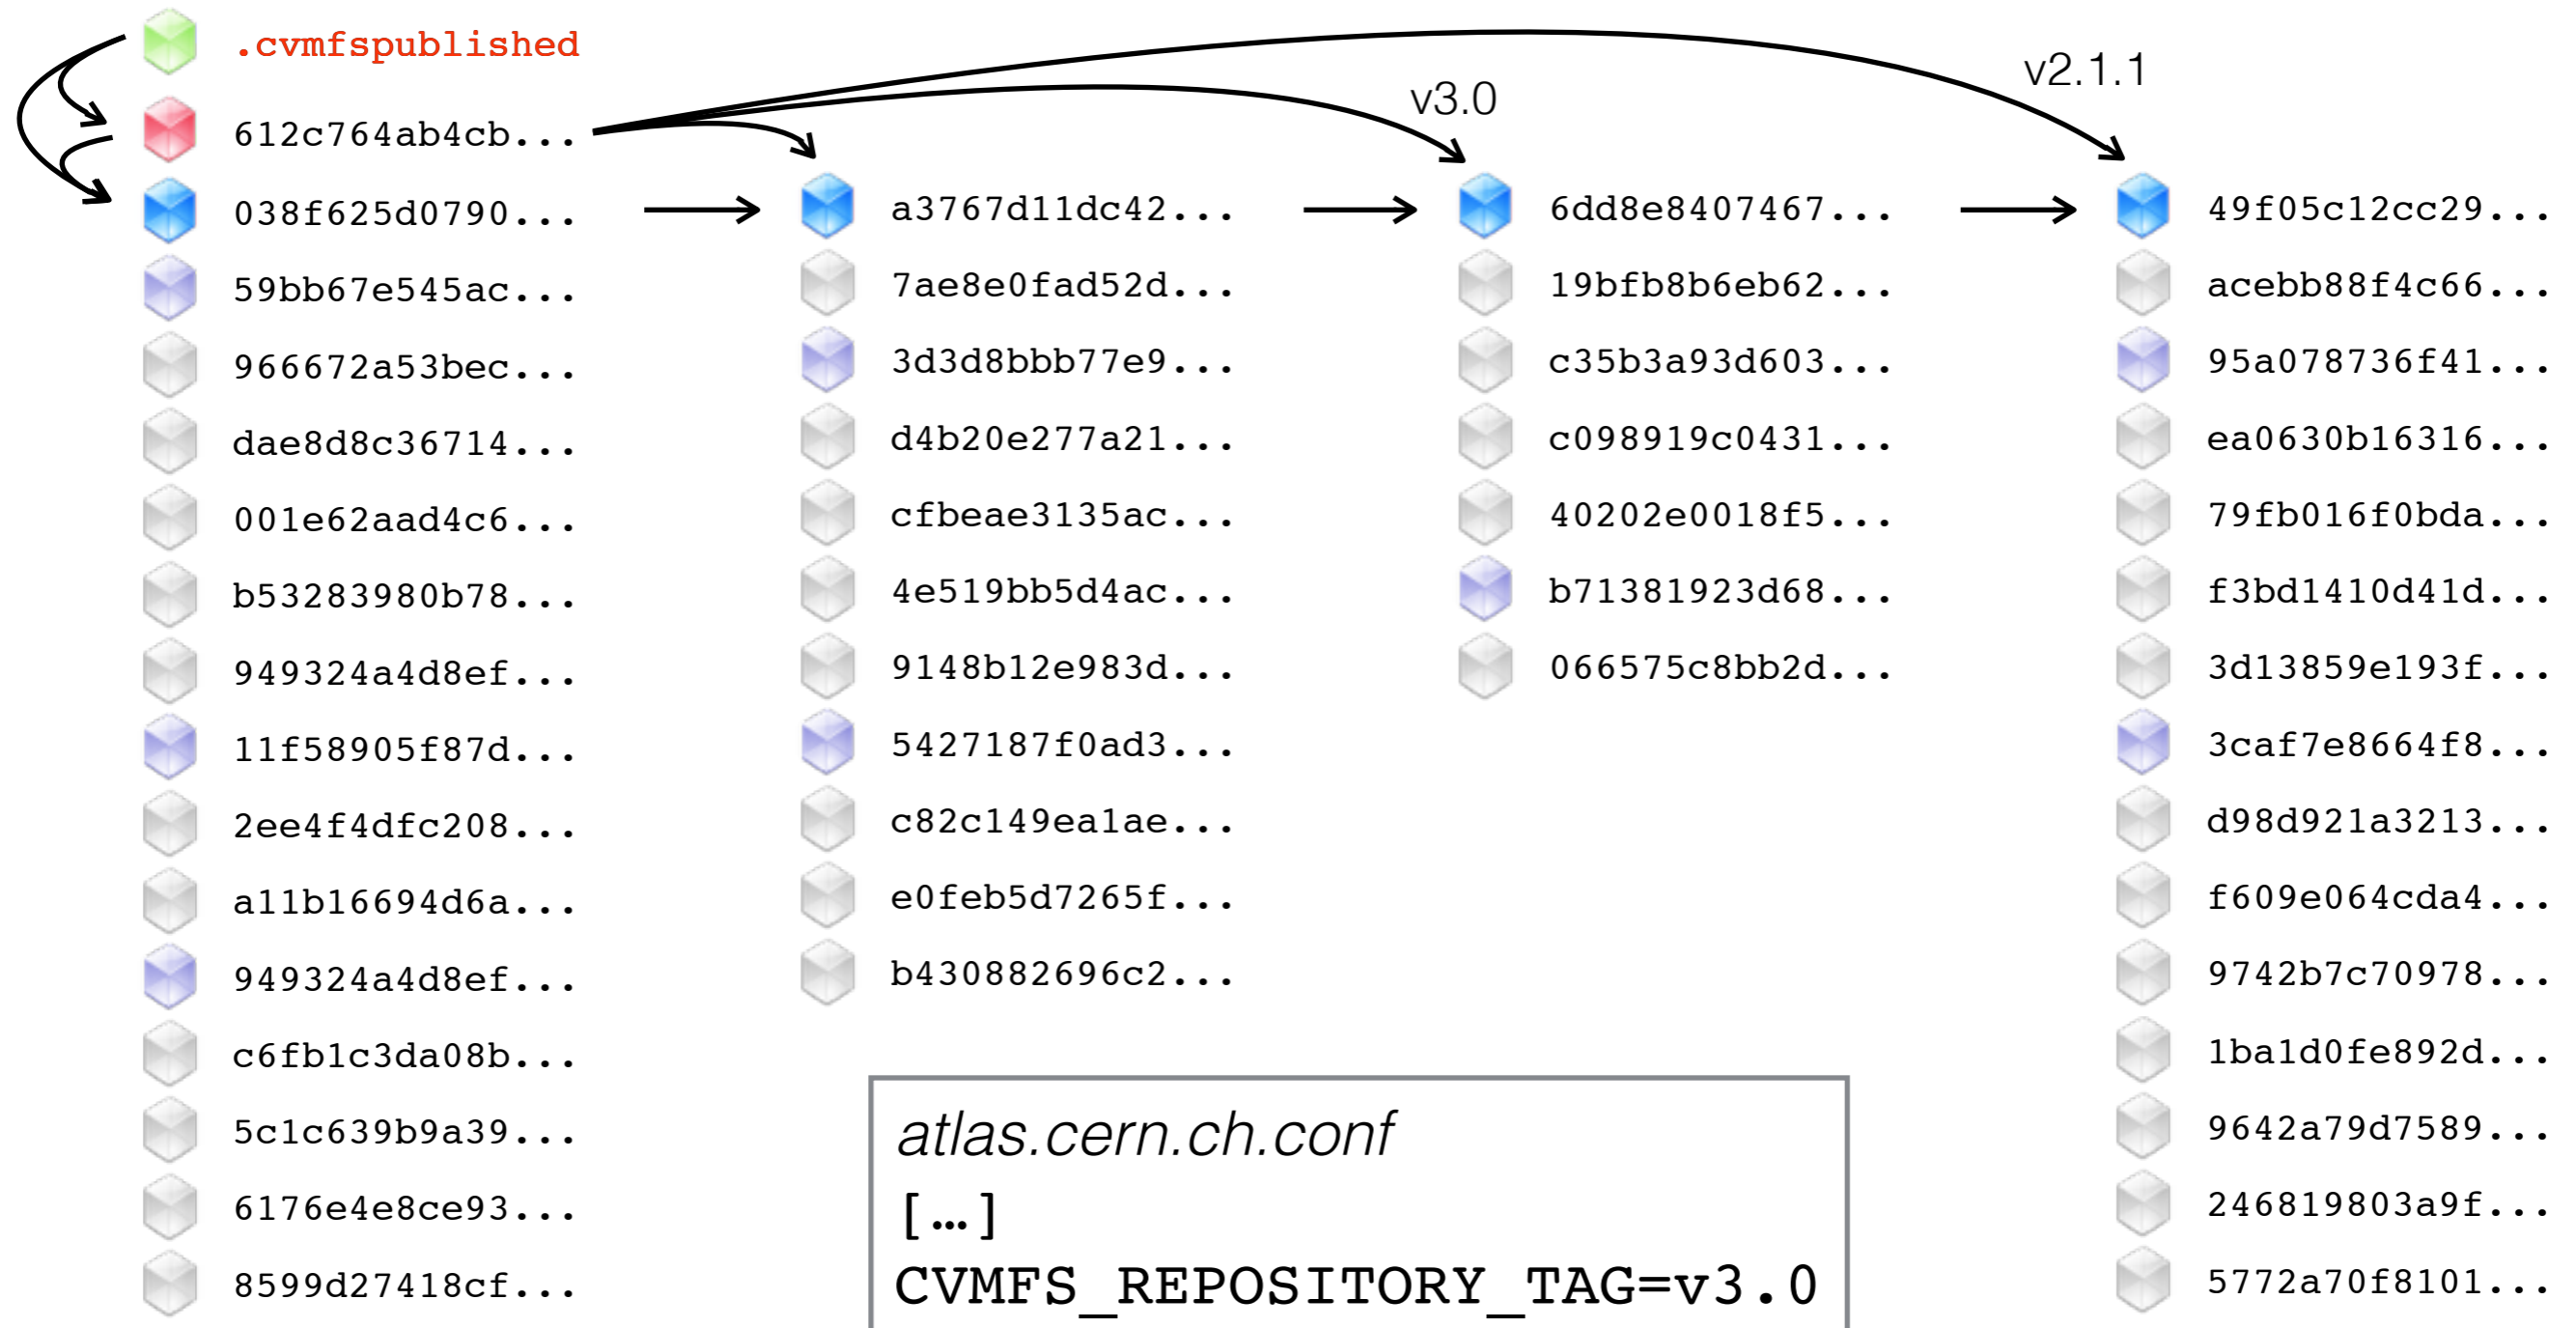 .cvmfspublished
612c764ab4cb...
038f625d0790...
59bb67e545ac...
966672a53bec...
dae8d8c36714...
001e62aad4c6...
b53283980b78...
949324a4d8ef...
11f58905f87d...
2ee4f4dfc208...
a11b16694d6a...
949324a4d8ef...
c6fb1c3da08b...
5c1c639b9a39...
6176e4e8ce93...
8599d27418cf...
a3767d11dc42...
7ae8e0fad52d...
3d3d8bbb77e9...
d4b20e277a21...
cfbeae3135ac...
4e519bb5d4ac...
9148b12e983d...
5427187f0ad3...
c82c149ea1ae...
e0feb5d7265f...
b430882696c2...
v3.0
6dd8e8407467...
19bfb8b6eb62...
c35b3a93d603...
c098919c0431...
40202e0018f5...
b71381923d68...
066575c8bb2d...
v2.1.1
49f05c12cc29...
acebb88f4c66...
95a078736f41...
ea0630b16316...
79fb016f0bda...
f3bd1410d41d...
3d13859e193f...
3caf7e8664f8...
d98d921a3213...
f609e064cda4...
9742b7c70978...
1ba1d0fe892d...
9642a79d7589...
246819803a9f...
5772a70f8101...
atlas.cern.ch.conf
[…]
CVMFS_REPOSITORY_TAG=v3.0